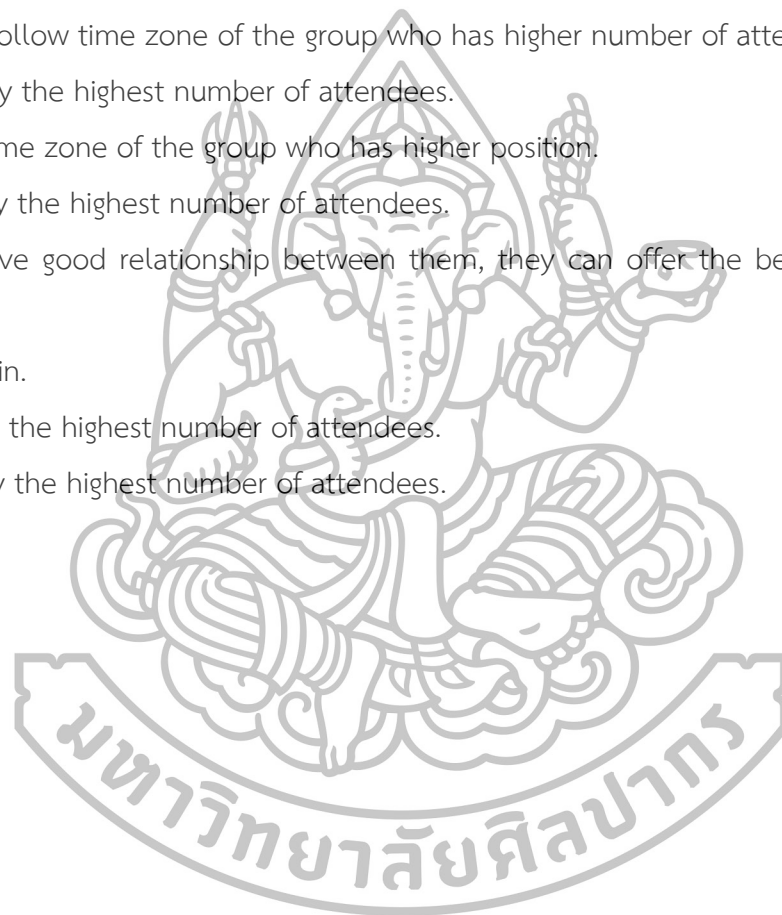 ollow time zone of the group who has higher number of atte
y the highest number of attendees.
me zone of the group who has higher position.
y the highest number of attendees.
ve good relationship between them, they can offer the be
in.
the highest number of attendees.
y the highest number of attendees.
มหาวิทยาลัยศิลปากร